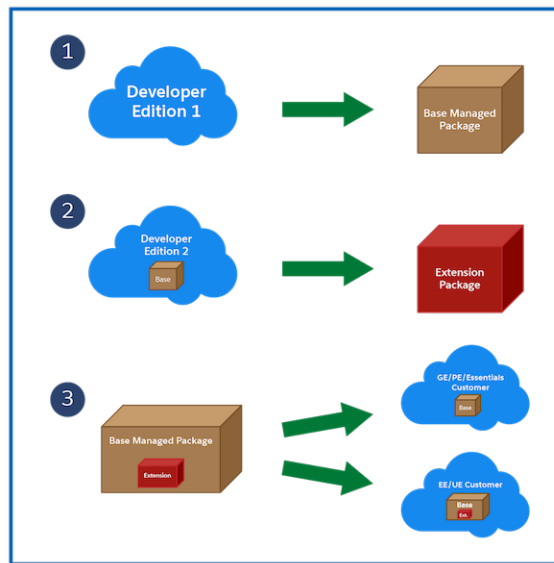 1
Developer
Edition 1
Base Managed
Package
2
Developer
Edition 2
Base
Extension
Package
3
Base Managed Package
Extension
GE/PE/Essentials
Customer
Base
EE/UE Customer
Base
Ext.